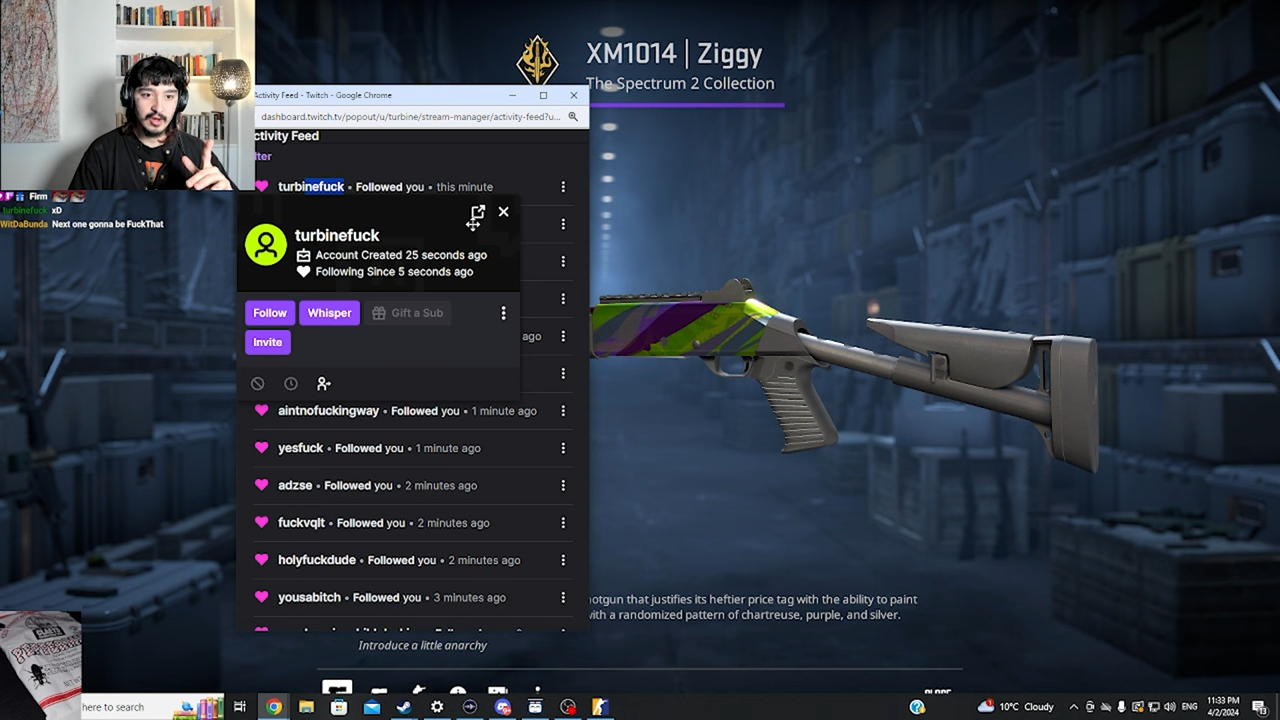 XM1014 | Ziggy
The Spectrum 2 Collection
Activity Feed - Twitch - Google Chrome
dashboard.twitch.tv/popout/u/turbine/stream-manager/activity-feed?u...
ctivity Feed
lter
turbinefuck • Followed you • this minute
Firm
turbinefuck xD
WitDaBunda Next one gonna be FuckThat
turbinefuck
Account Created 25 seconds ago
Following Since 5 seconds ago
Follow Whisper Gift a Sub
Invite
ago
aintnofuckingway • Followed you • 1 minute ago
yesfuck • Followed you • 1 minute ago
adzse • Followed you • 2 minutes ago
fuckvqlt • Followed you • 2 minutes ago
holyfuckdude • Followed you • 2 minutes ago
yousabitch • Followed you • 3 minutes ago
hotgun that justifies its heftier price tag with the ability to paint
with a randomized pattern of chartreuse, purple, and silver.
Introduce a little anarchy
here to search
10°C Cloudy
ENG
11:33 PM
4/2/2024